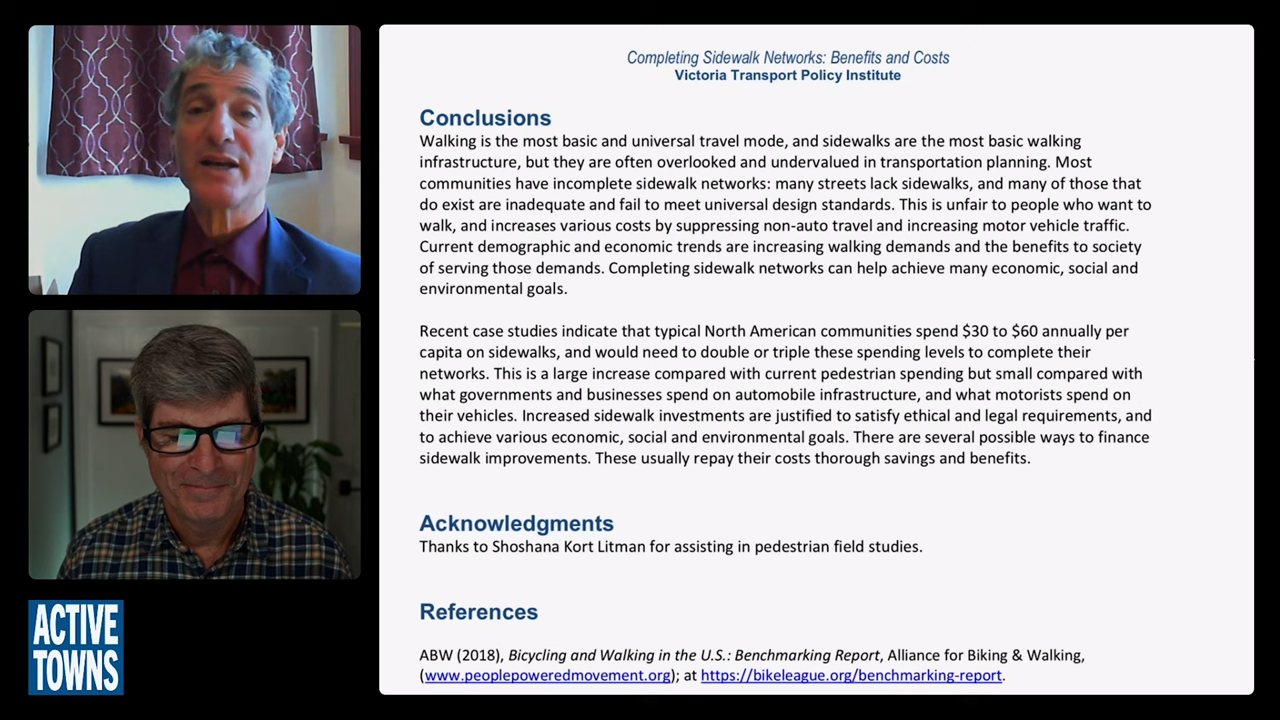 Completing Sidewalk Networks: Benefits and Costs
Victoria Transport Policy Institute
Conclusions
Walking is the most basic and universal travel mode, and sidewalks are the most basic walking
infrastructure, but they are often overlooked and undervalued in transportation planning. Most
communities have incomplete sidewalk networks: many streets lack sidewalks, and many of those that
do exist are inadequate and fail to meet universal design standards. This is unfair to people who want to
walk, and increases various costs by suppressing non-auto travel and increasing motor vehicle traffic.
Current demographic and economic trends are increasing walking demands and the benefits to society
of serving those demands. Completing sidewalk networks can help achieve many economic, social and
environmental goals.
Recent case studies indicate that typical North American communities spend $30 to $60 annually per
capita on sidewalks, and would need to double or triple these spending levels to complete their
networks. This is a large increase compared with current pedestrian spending but small compared with
what governments and businesses spend on automobile infrastructure, and what motorists spend on
their vehicles. Increased sidewalk investments are justified to satisfy ethical and legal requirements, and
to achieve various economic, social and environmental goals. There are several possible ways to finance
sidewalk improvements. These usually repay their costs thorough savings and benefits.
Acknowledgments
Thanks to Shoshana Kort Litman for assisting in pedestrian field studies.
References
ABW (2018), Bicycling and Walking in the U.S.: Benchmarking Report, Alliance for Biking & Walking,
(www.peoplepoweredmovement.org); at https://bikeleague.org/benchmarking-report.
ACTIVE
TOWNS